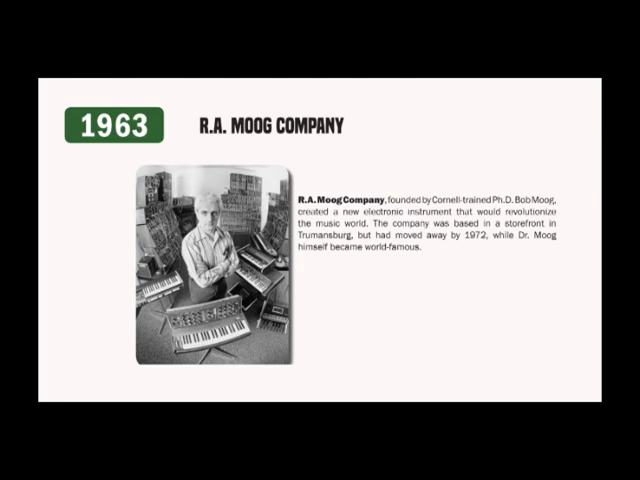 1963
R.A. MOOG COMPANY
R.A. Moog Company, founded by Cornell-trained Ph.D. Bob Moog,
created a new electronic instrument that would revolutionize
the music world. The company was based in a storefront in
Trumansburg, but had moved away by 1972, while Dr. Moog
himself became world-famous.